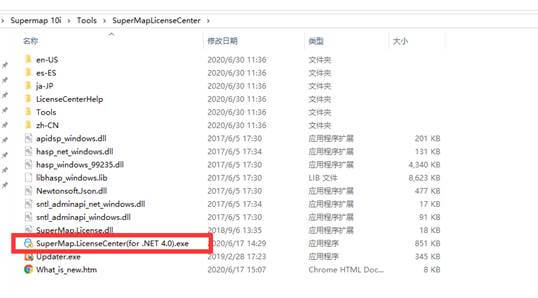 Supermap 10i > Tools > SuperMapLicenseCenter >
名称 修改日期 类型 大小
en-US 2020/6/30 11:36 文件夹
es-ES 2020/6/30 11:36 文件夹
ja-JP 2020/6/30 11:36 文件夹
LicenseCenterHelp 2020/6/30 11:36 文件夹
Tools 2020/6/30 11:36 文件夹
zh-CN 2020/6/30 11:36 文件夹
apidsp_windows.dll 2017/6/5 17:30 应用程序扩展 201 KB
hasp_net_windows.dll 2017/6/5 17:34 应用程序扩展 131 KB
hasp_windows_99235.dll 2017/6/5 17:30 应用程序扩展 4,340 KB
libhasp_windows.lib 2017/6/5 17:30 LIB 文件 8,623 KB
Newtonsoft.Json.dll 2017/6/5 17:34 应用程序扩展 477 KB
sntl_adminapi_net_windows.dll 2017/6/5 17:34 应用程序扩展 17 KB
sntl_adminapi_windows.dll 2017/6/5 17:30 应用程序扩展 91 KB
SuperMap.License.dll 2018/9/6 13:35 应用程序扩展 18 KB
SuperMap.LicenseCenter(for .NET 4.0).exe 2020/6/17 14:29 应用程序 851 KB
Updater.exe 2019/2/28 17:23 应用程序 345 KB
What_is_new.htm 2020/6/17 15:07 Chrome HTML Doc... 8 KB